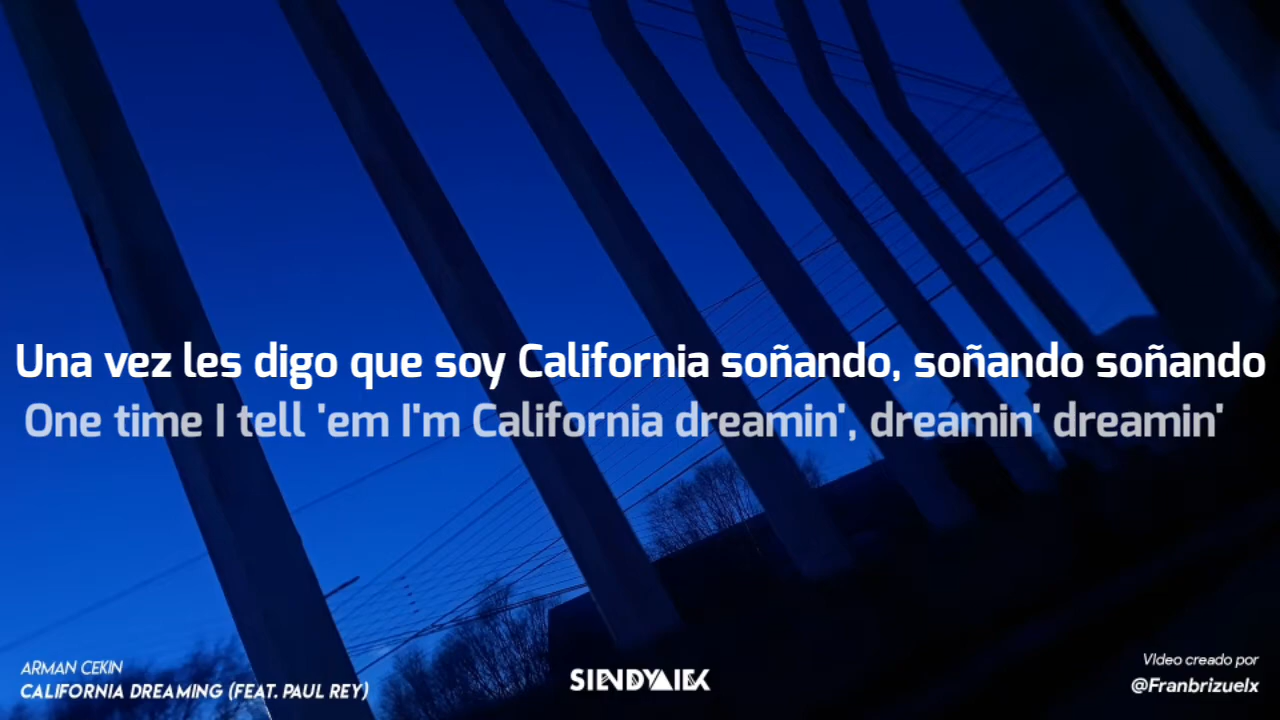 Una vez les digo que soy California soñando, soñando soñando
One time I tell 'em I'm California dreamin', dreamin' dreamin'
ARMAN CEKIN
CALIFORNIA DREAMING (FEAT. PAUL REY)
VIdeo creado por
@Franbrizuelx